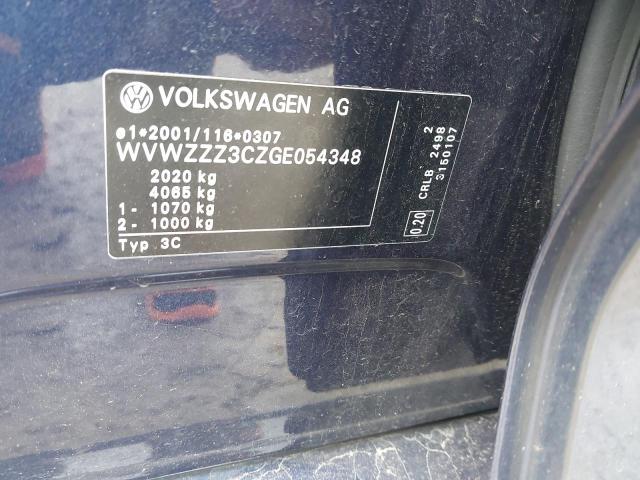 VOLKSWAGEN AG
e1*2001/116*0307
WVWZZZ3CZGE054348
2020 kg
4065 kg
1 - 1070 kg
2 - 1000 kg
Typ 3C
0.20
CRLB 2498 2
3150107